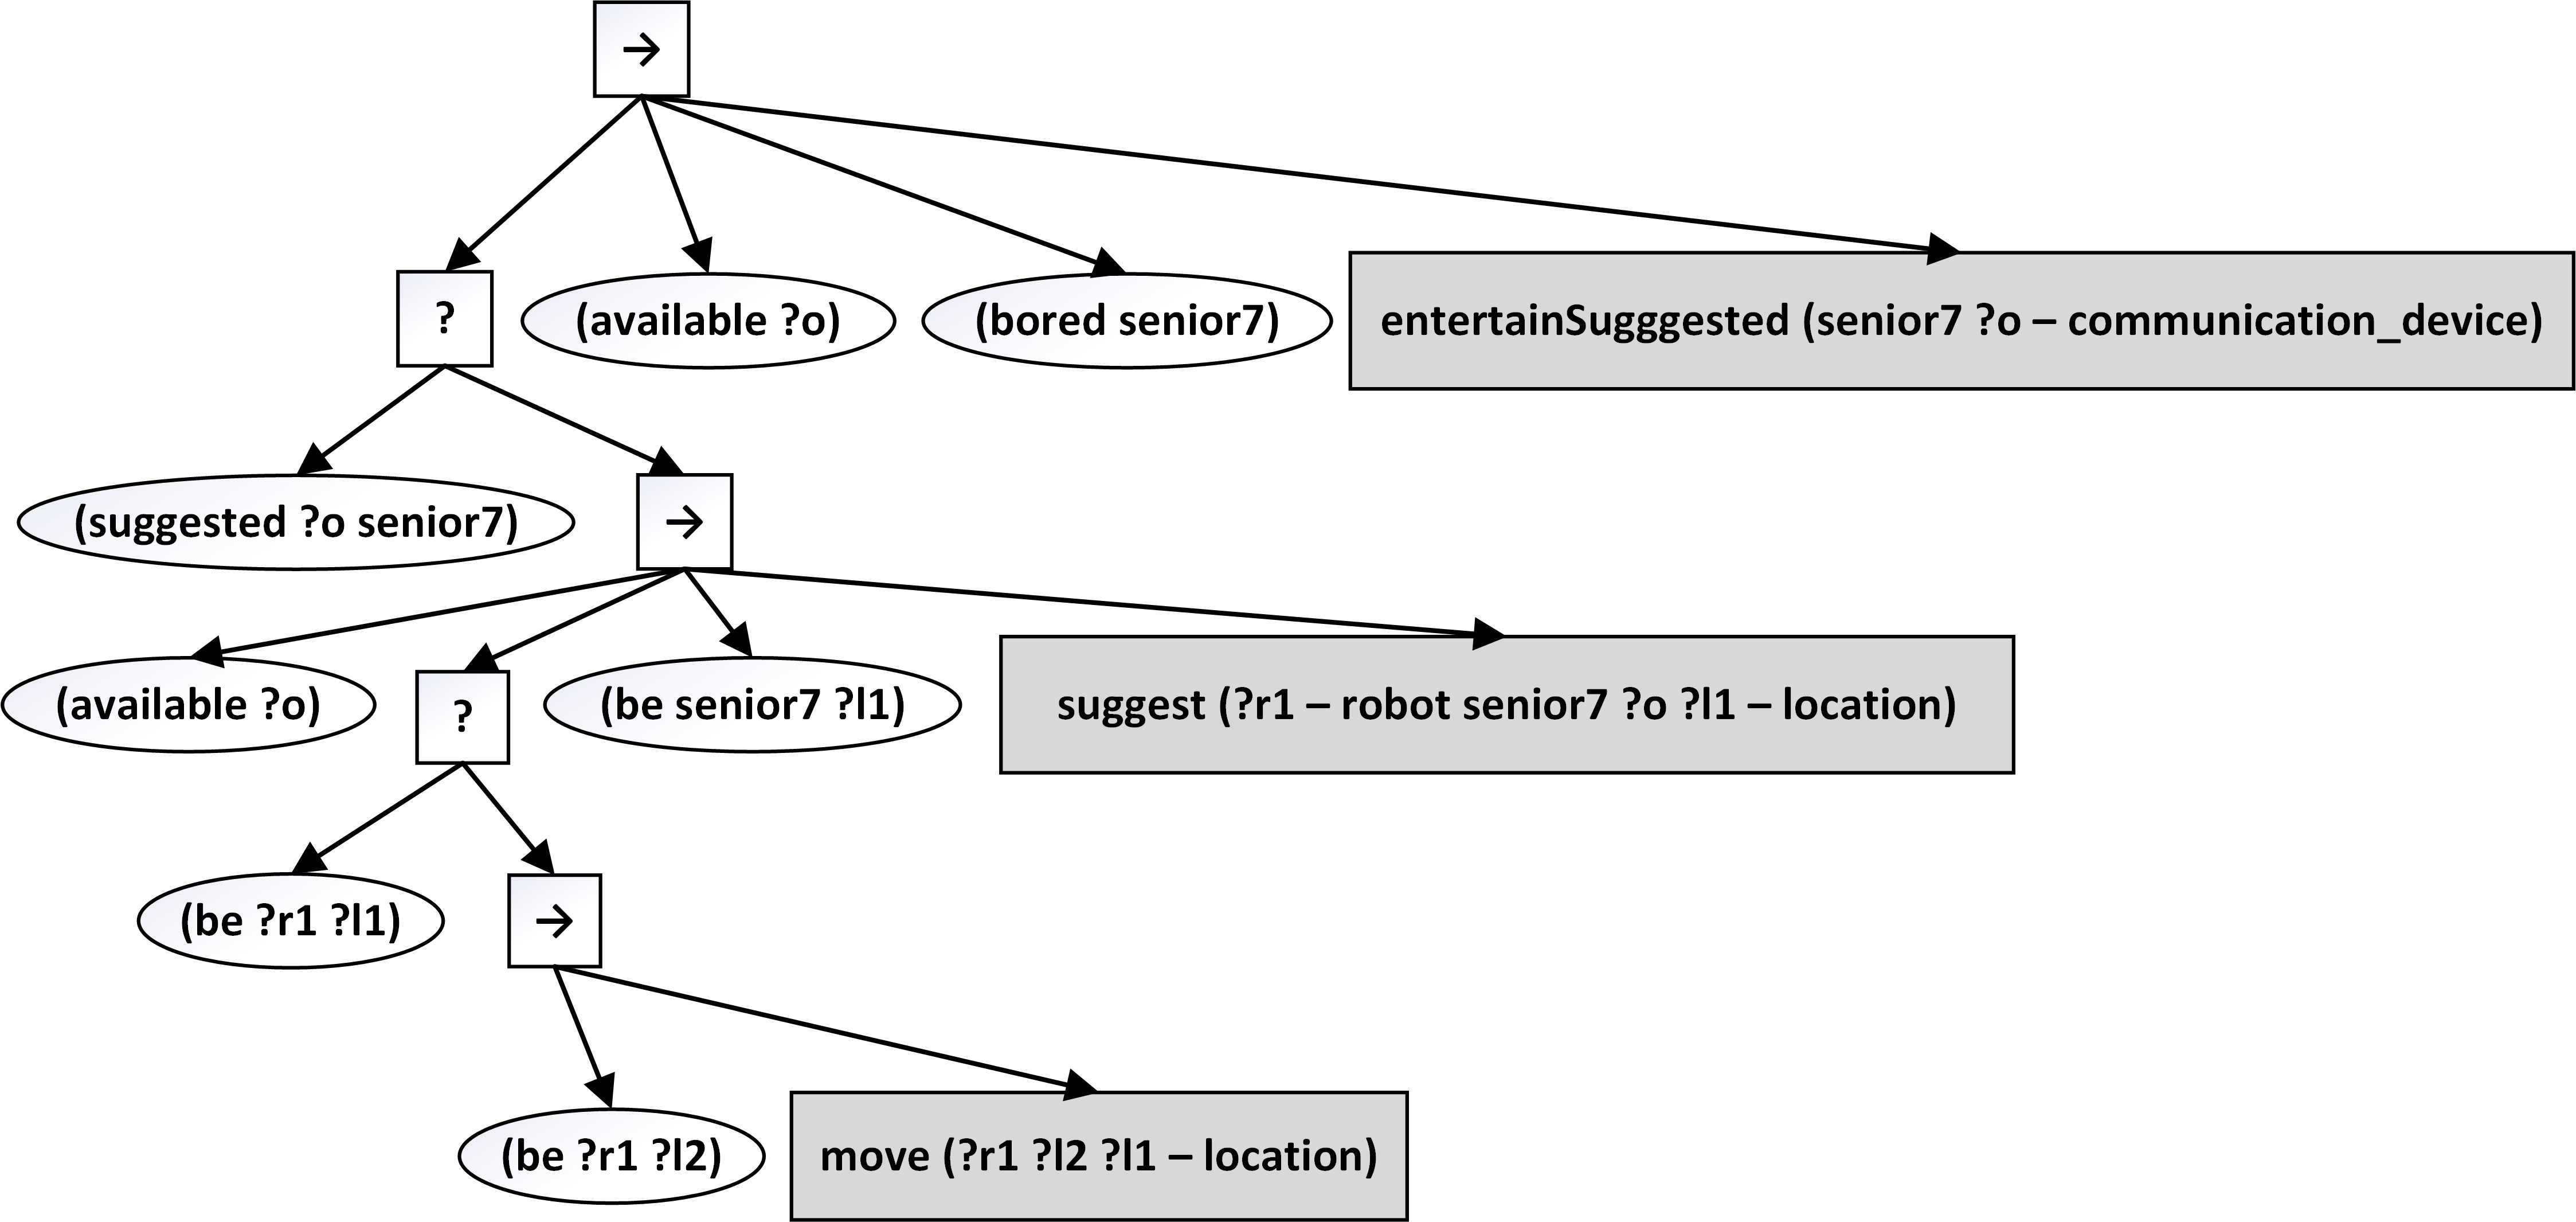 →
?
(available ?o)
(bored senior7)
entertainSugggested (senior7 ?o – communication_device)
(suggested ?o senior7)
→
(available ?o)
?
(be senior7 ?l1)
suggest (?r1 – robot senior7 ?o ?l1 – location)
(be ?r1 ?l1)
→
(be ?r1 ?l2)
move (?r1 ?l2 ?l1 – location)